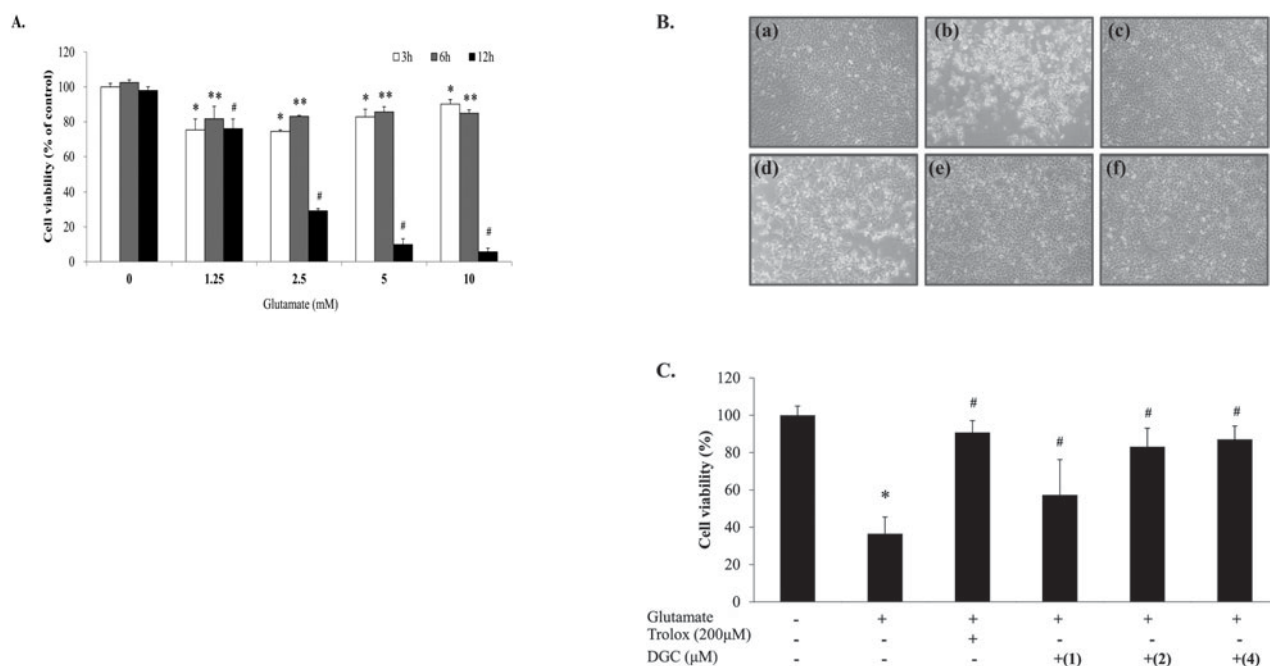 A.
120
100
80
60
40
20
0
Cell viability (% of control)
3h 6h 12h
* ** #
* ** #
* ** #
* ** #
0 1.25 2.5 5 10
Glutamate (mM)
B.
(a) (b) (c)
(d) (e) (f)
C.
120
100
80
60
40
20
0
Cell viability (%)
* # # # #
Glutamate - + + + + +
Trolox (200μM) - - + - - -
DGC (μM) - - - +(1) +(2) +(4)